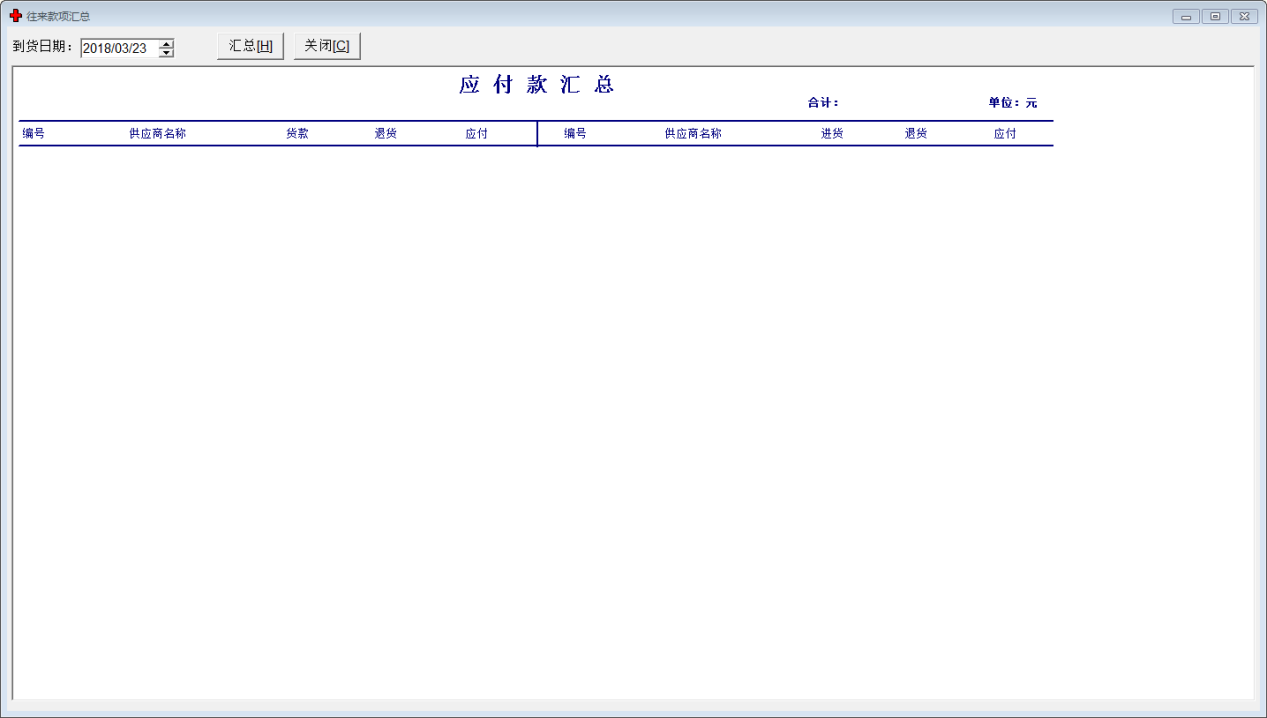 往来款项汇总
到货日期： 2018/03/23 汇总[H] 关闭[C]
应 付 款 汇 总
合计： 单位：元
编号 供应商名称 货款 退货 应付 编号 供应商名称 进货 退货 应付